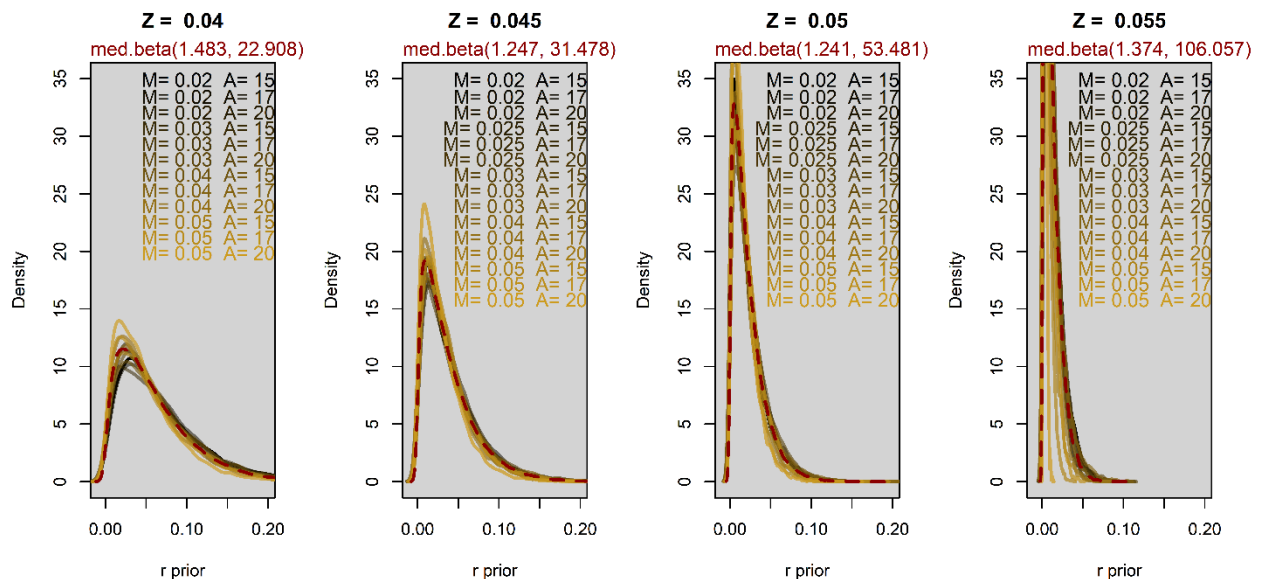 Z = 0.04
med.beta(1.483, 22.908)
M= 0.02 A= 15
M= 0.02 A= 17
M= 0.02 A= 20
M= 0.03 A= 15
M= 0.03 A= 17
M= 0.03 A= 20
M= 0.04 A= 15
M= 0.04 A= 17
M= 0.04 A= 20
M= 0.05 A= 15
M= 0.05 A= 17
M= 0.05 A= 20
35
30
25
20
15
10
5
0
Density
0.00 0.10 0.20
r prior
Z = 0.045
med.beta(1.247, 31.478)
M= 0.02 A= 15
M= 0.02 A= 17
M= 0.02 A= 20
M= 0.025 A= 15
M= 0.025 A= 17
M= 0.025 A= 20
M= 0.03 A= 15
M= 0.03 A= 17
M= 0.03 A= 20
M= 0.04 A= 15
M= 0.04 A= 17
M= 0.04 A= 20
M= 0.05 A= 15
M= 0.05 A= 17
M= 0.05 A= 20
35
30
25
20
15
10
5
0
Density
0.00 0.10 0.20
r prior
Z = 0.05
med.beta(1.241, 53.481)
M= 0.02 A= 15
M= 0.02 A= 17
M= 0.02 A= 20
M= 0.025 A= 15
M= 0.025 A= 17
M= 0.025 A= 20
M= 0.03 A= 15
M= 0.03 A= 17
M= 0.03 A= 20
M= 0.04 A= 15
M= 0.04 A= 17
M= 0.04 A= 20
M= 0.05 A= 15
M= 0.05 A= 17
M= 0.05 A= 20
35
30
25
20
15
10
5
0
Density
0.00 0.10 0.20
r prior
Z = 0.055
med.beta(1.374, 106.057)
M= 0.02 A= 15
M= 0.02 A= 17
M= 0.02 A= 20
M= 0.025 A= 15
M= 0.025 A= 17
M= 0.025 A= 20
M= 0.03 A= 15
M= 0.03 A= 17
M= 0.03 A= 20
M= 0.04 A= 15
M= 0.04 A= 17
M= 0.04 A= 20
M= 0.05 A= 15
M= 0.05 A= 17
M= 0.05 A= 20
35
30
25
20
15
10
5
0
Density
0.00 0.10 0.20
r prior